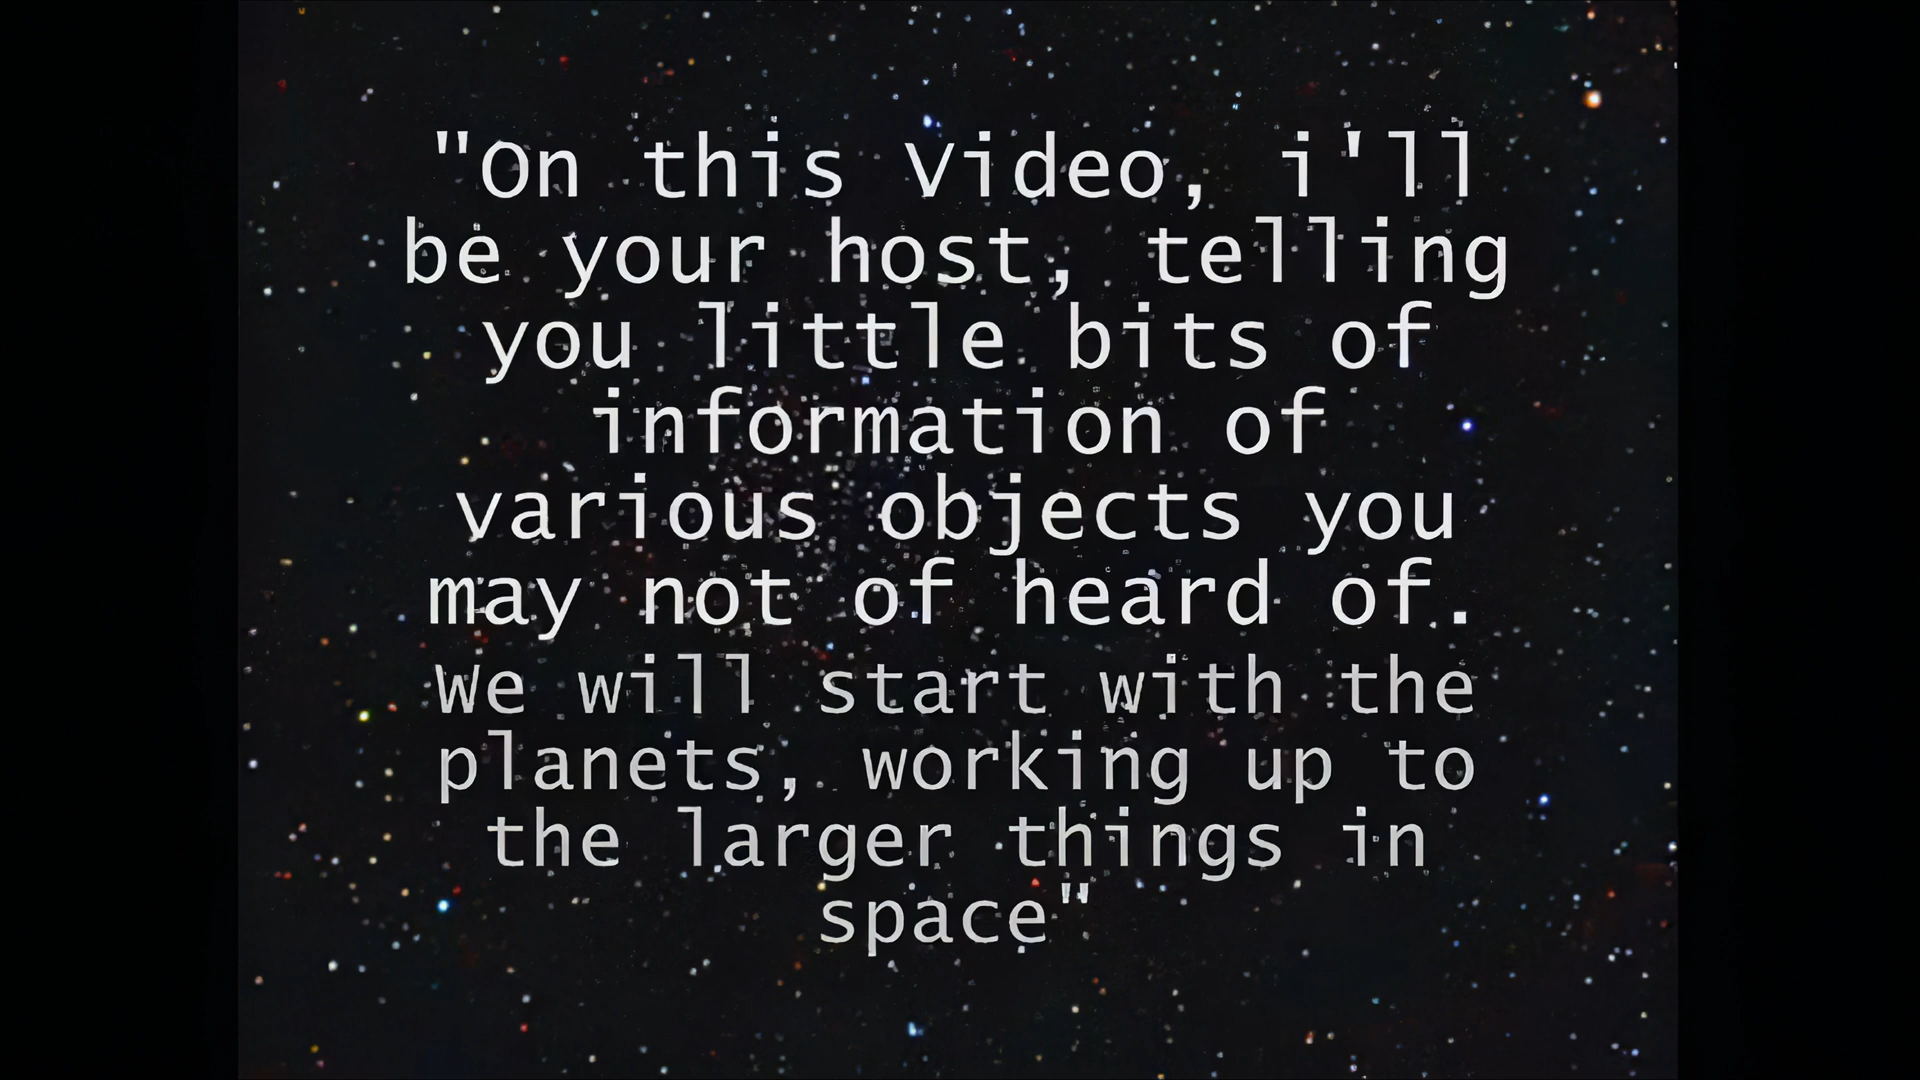 "On this Video, i'll
be your host, telling
you little bits of
information of
various objects you
may not of heard of.
We will start with the
planets, working up to
the larger things in
space"